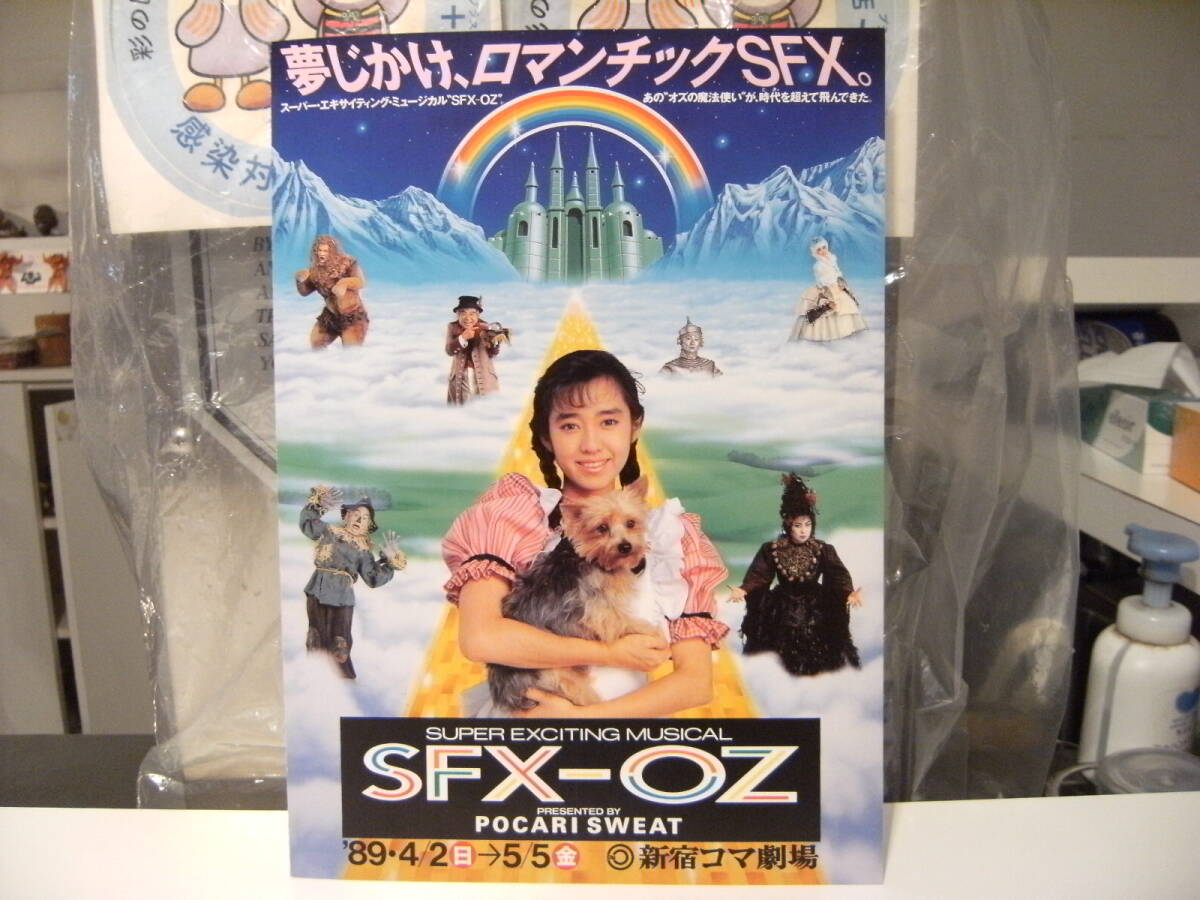 夢じかけ、ロマンチックSFX。
スーパー・エキサイティング・ミュージカル"SFX-OZ"。
あの"オズの魔法使い"が、時代を超えて飛んできた。
SUPER EXCITING MUSICAL
SFX-OZ
PRESENTED BY
POCARI SWEAT
'89・4/2日→5/5金
新宿コマ劇場
感染対
の彩